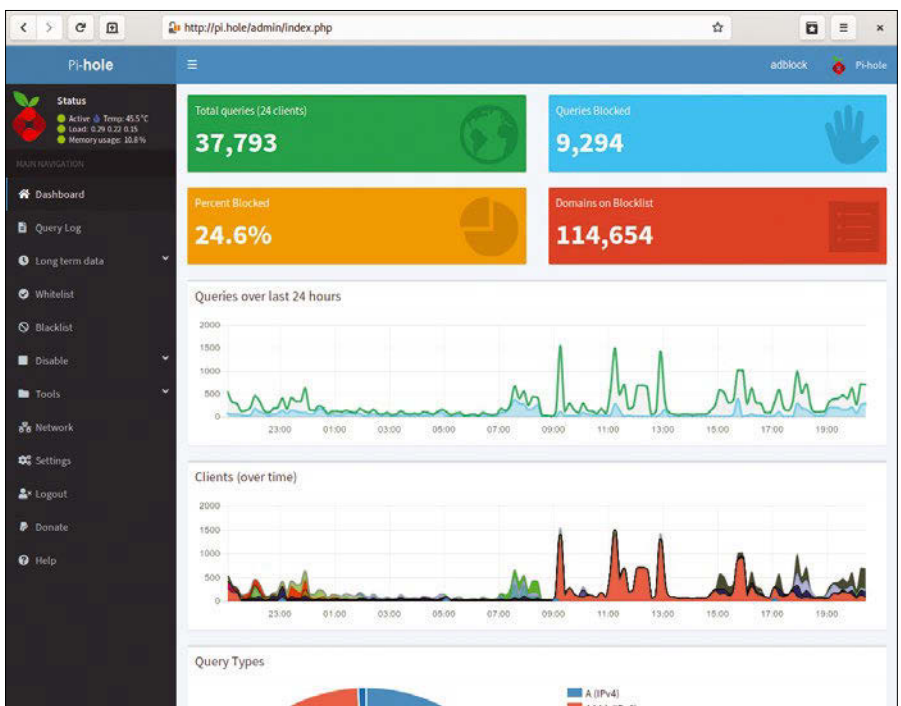 http://pi.hole/admin/index.php
Pi-hole
adblock
Pi-hole
Status
Active Temp: 45.5 °C
Load: 0.29 0.22 0.15
Memory usage: 10.8 %
MAIN NAVIGATION
Dashboard
Query Log
Long term data
Whitelist
Blacklist
Disable
Tools
Network
Settings
Logout
Donate
Help
Total queries (24 clients)
37,793
Queries Blocked
9,294
Percent Blocked
24.6%
Domains on Blocklist
114,654
Queries over last 24 hours
2000
1500
1000
500
0
23:00 01:00 03:00 05:00 07:00 09:00 11:00 13:00 15:00 17:00 19:00
Clients (over time)
2000
1500
1000
500
0
23:00 01:00 03:00 05:00 07:00 09:00 11:00 13:00 15:00 17:00 19:00
Query Types
A (IPv4)